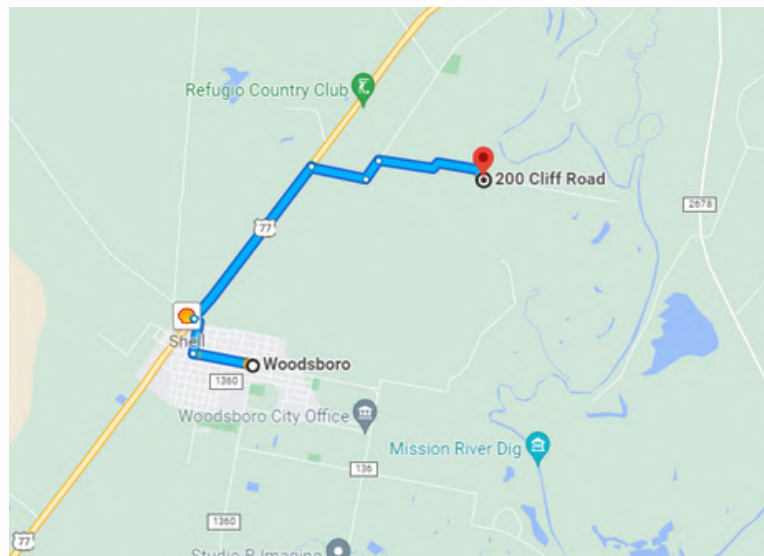 Refugio Country Club
200 Cliff Road
2678
77
Shell
Woodsboro
1360
Woodsboro City Office
Mission River Dig
136
1360
77
Studio R Imaging